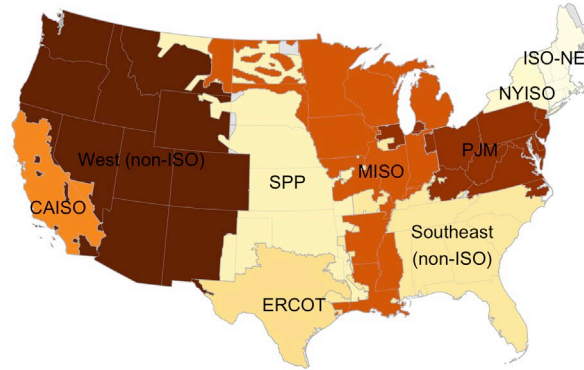 ISO-NE
NYISO
West (non-ISO)
PJM
MISO
SPP
CAISO
Southeast
(non-ISO)
ERCOT